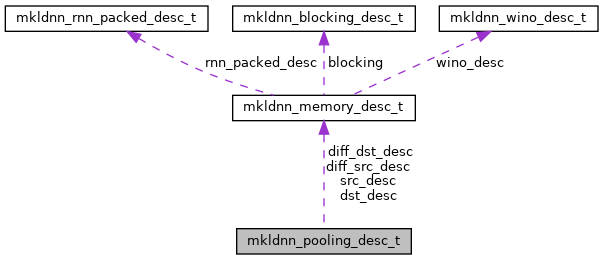 mkldnn_rnn_packed_desc_t
mkldnn_blocking_desc_t
mkldnn_wino_desc_t
rnn_packed_desc
blocking
wino_desc
mkldnn_memory_desc_t
diff_dst_desc
diff_src_desc
src_desc
dst_desc
mkldnn_pooling_desc_t